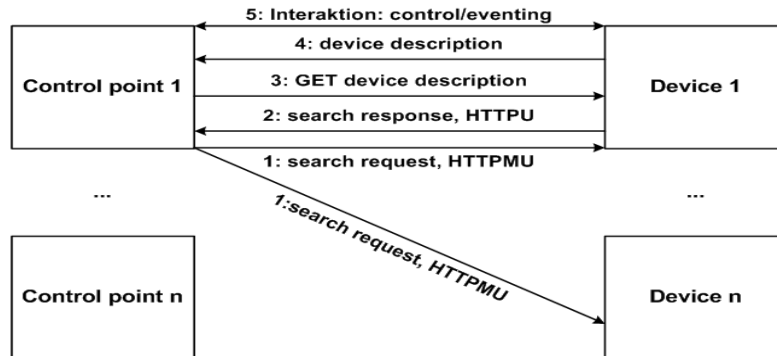 5: Interaktion: control/eventing
4: device description
Control point 1
3: GET device description
Device 1
2: search response, HTTPU
1: search request, HTTPMU
...
...
1:search request, HTTPMU
Control point n
Device n